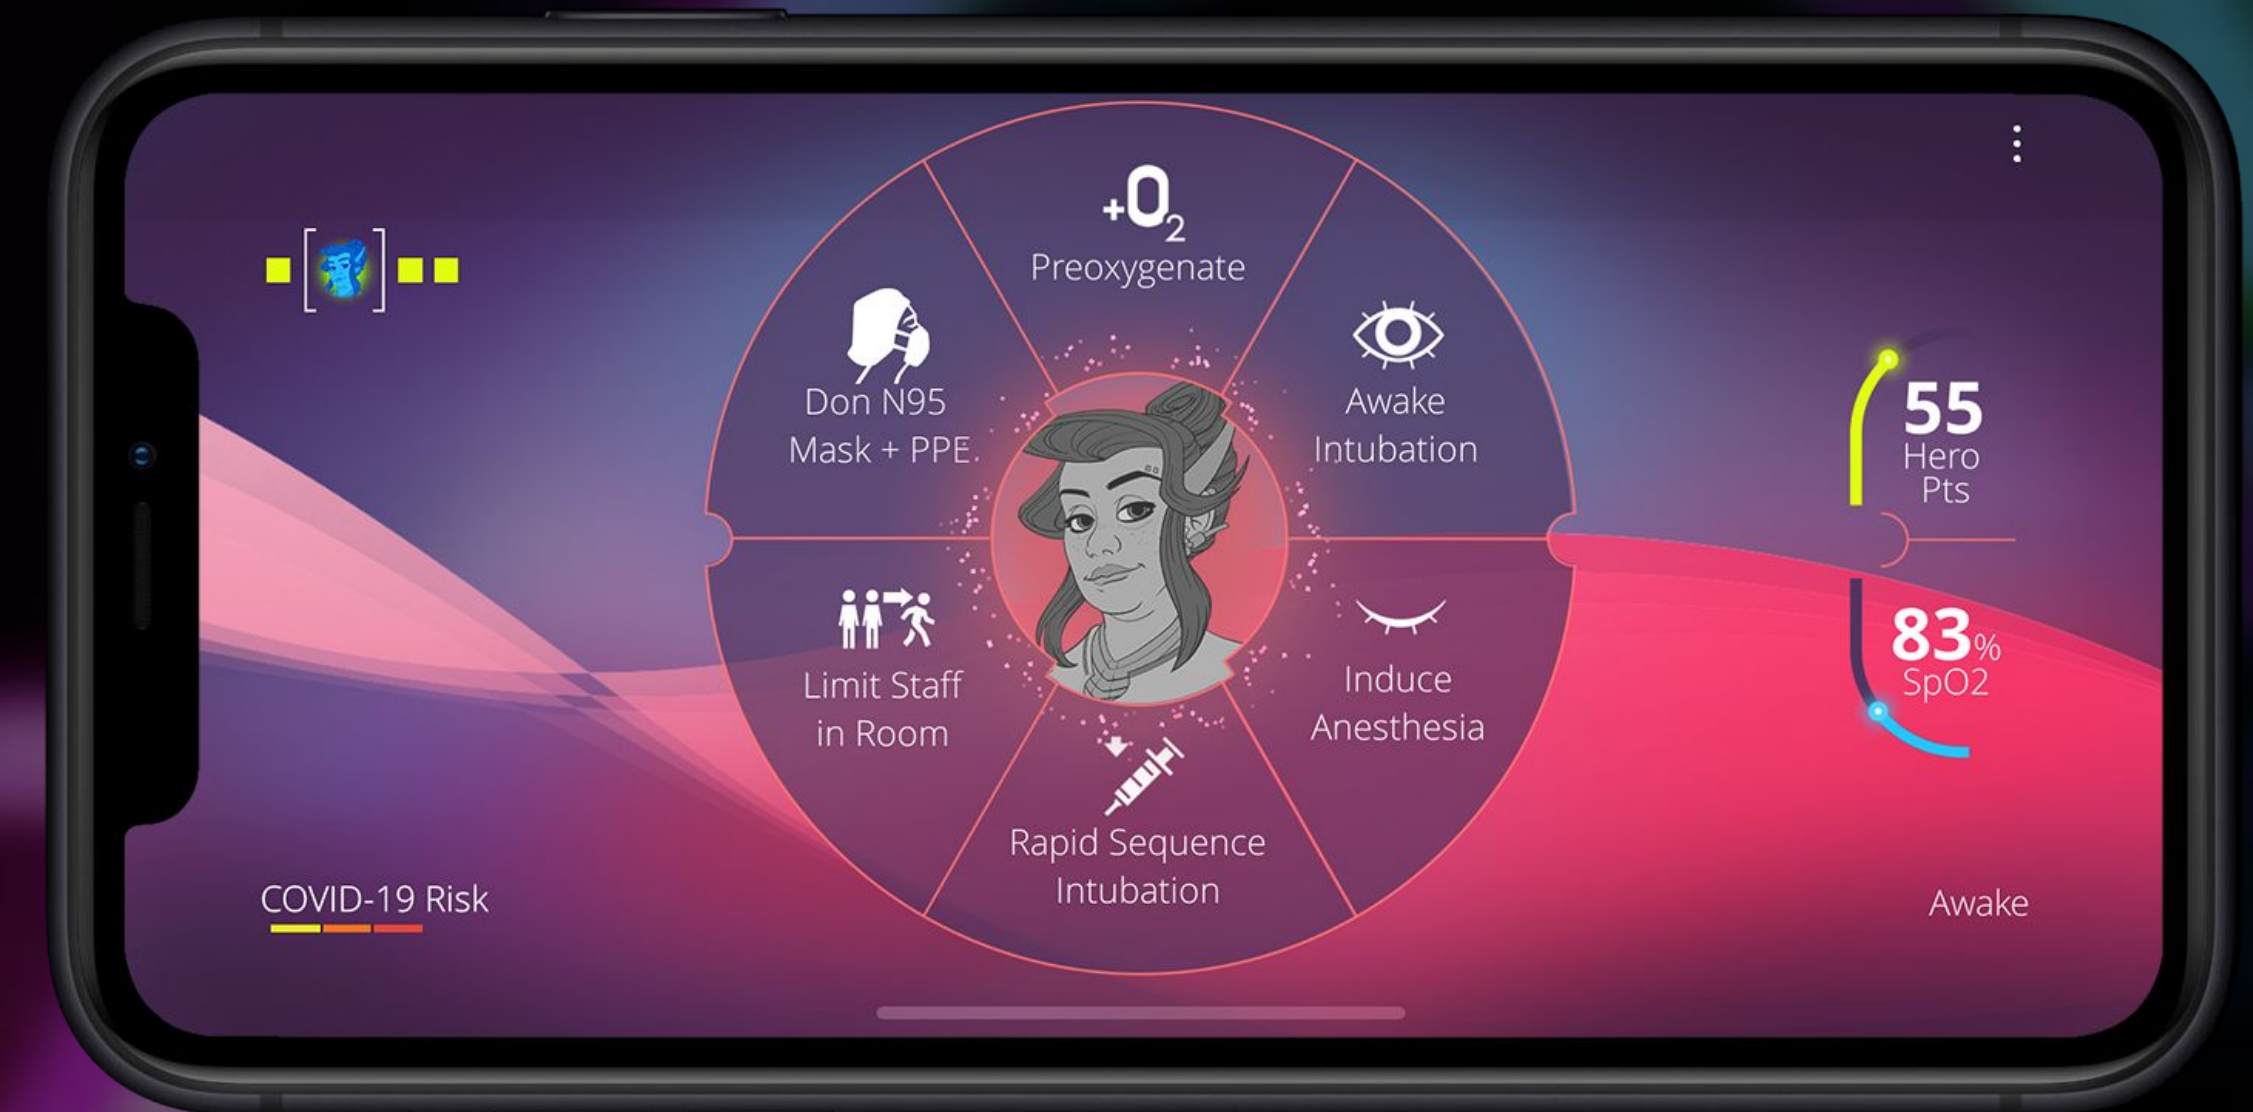 +O2
Preoxygenate
Don N95
Mask + PPE
Awake
Intubation
55
Hero
Pts
83%
SpO2
Limit Staff
in Room
Induce
Anesthesia
Rapid Sequence
Intubation
COVID-19 Risk
Awake